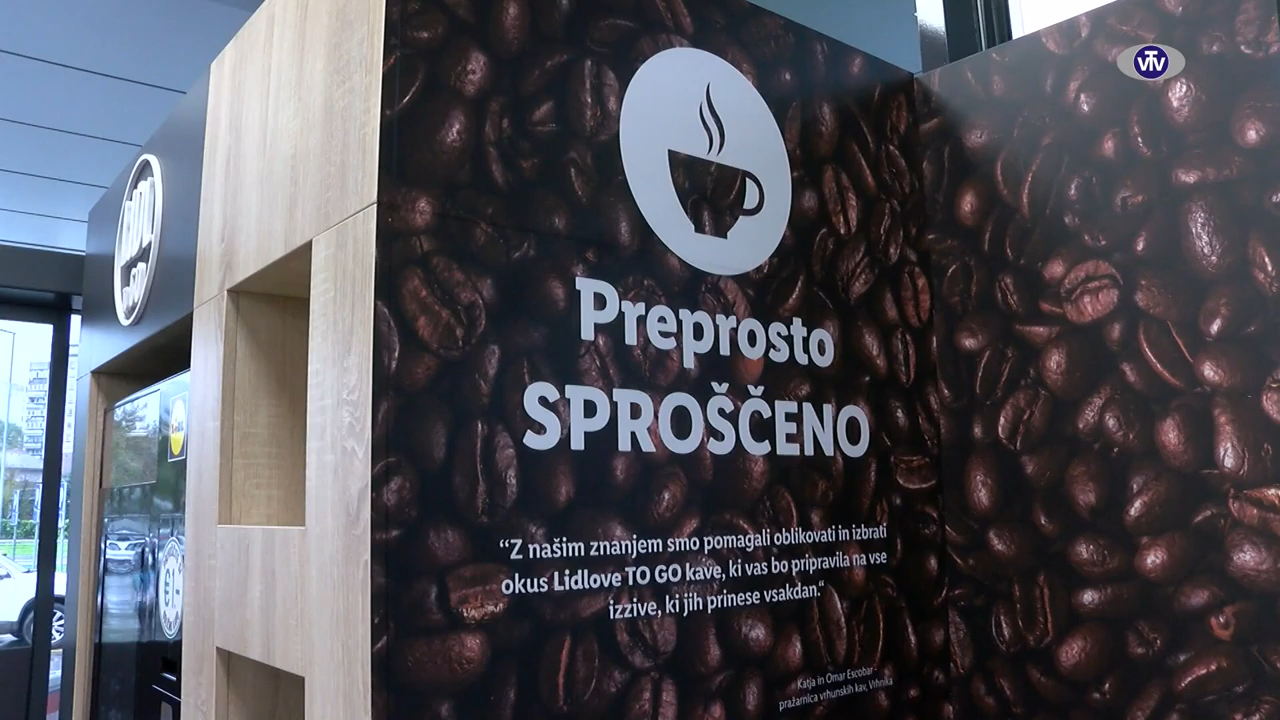 VTV
Preprosto
SPROŠČENO
“Z našim znanjem smo pomagali oblikovati in izbrati
okus Lidlove TO GO kave, ki vas bo pripravila na vse
izzive, ki jih prinese vsakdan.“
Katja in Omar Escobar -
pražarnica vrhunskih kav, Vrhnika
€1.-